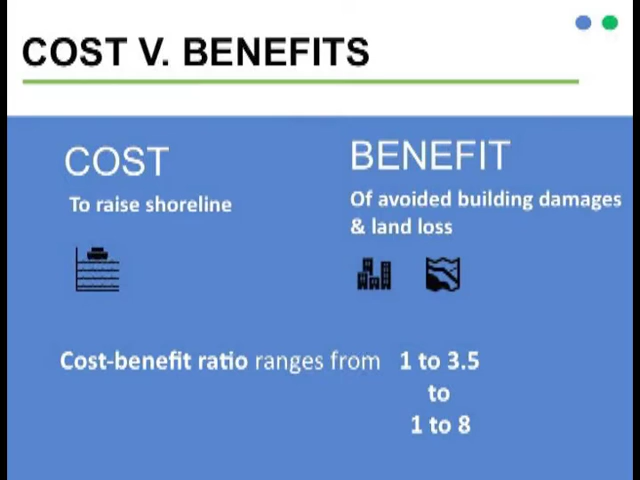 COST V. BENEFITS
COST
To raise shoreline
BENEFIT
Of avoided building damages
& land loss
Cost-benefit ratio ranges from 1 to 3.5
to
1 to 8